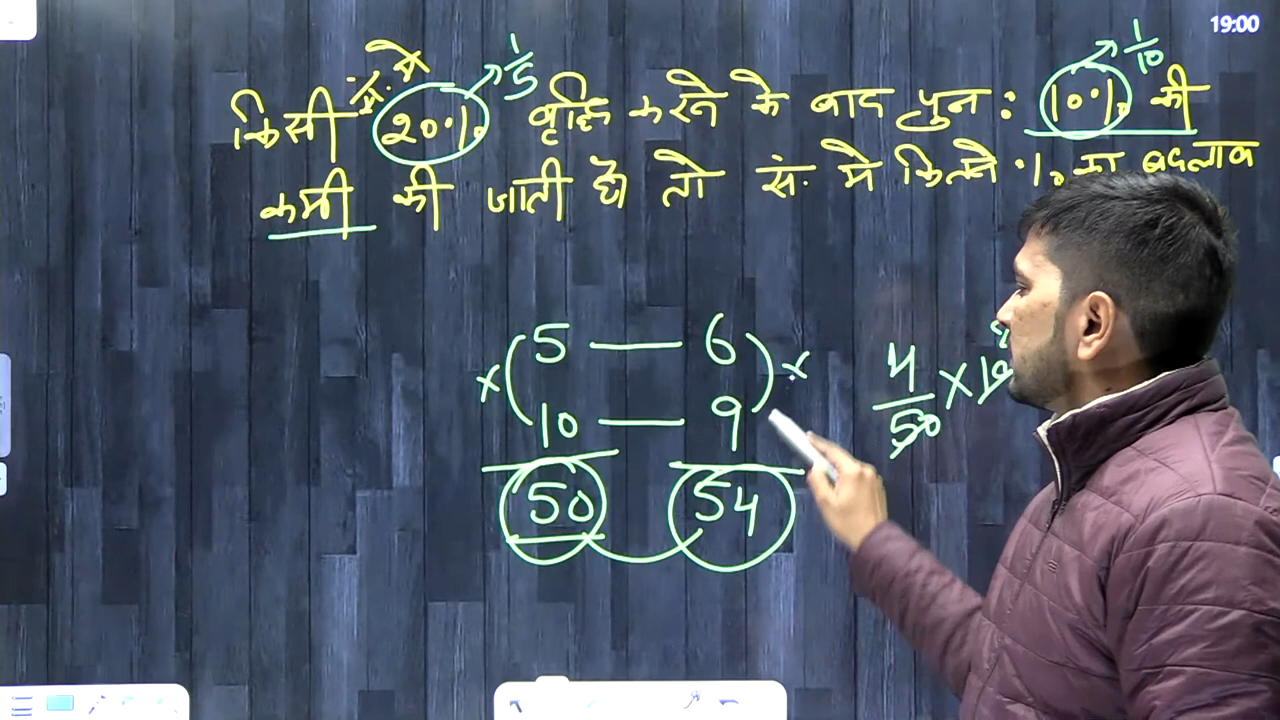 19:00
किसी सं. मे 20%. वृद्धि करने के बाद पुन: 10%. की
1/5
1/10
कमी की जाती है तो सं. मे कितने %. का बदलाव
5 — 6
10 — 9
50 54
4/50 ×
×
×